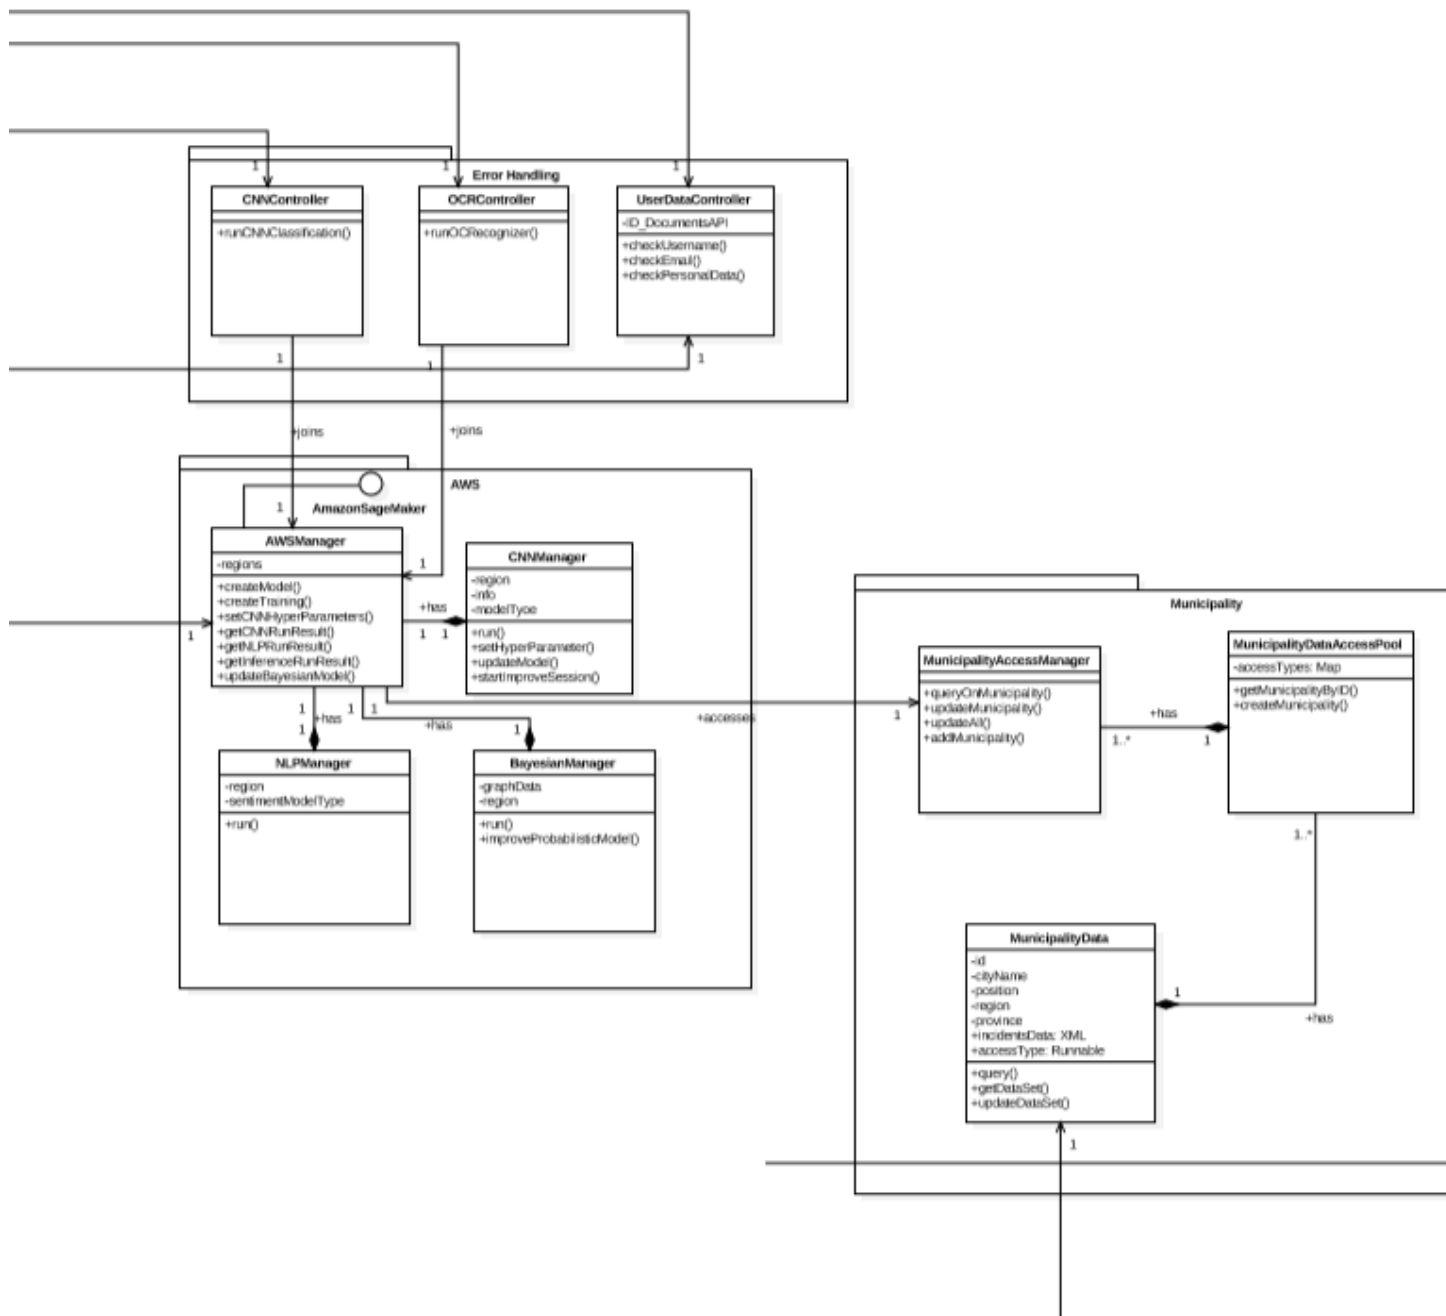 1
1
1
Error Handling
CNNController
+runCNNClassification()
OCRController
+runOCRecognizer()
UserDataController
-ID_DocumentsAPI
+checkUsername()
+checkEmail()
+checkPersonalData()
1
1
1
+joins
+joins
AWS
AmazonSageMaker
1
1
AWSManager
-regions
+createModel()
+createTraining()
+setCNNHyperParameters()
+getCNNRunResult()
+getNLPRunResult()
+getInferenceRunResult()
+updateBayesianModel()
1
+has
1 1
CNNManager
-region
-info
-modelType
+run()
+setHyperParameter()
+updateModel()
+startImproveSession()
1
+has
1
1
1
+has
1
+accesses
1
NLPManager
-region
-sentimentModelType
+run()
BayesianManager
-graphData
-region
+run()
+improveProbabilisticModel()
Municipality
MunicipalityAccessManager
+queryOnMunicipality()
+updateMunicipality()
+updateAll()
+addMunicipality()
+has
1..*
1
MunicipalityDataAccessPool
-accessTypes: Map
+getMunicipalityByID()
+createMunicipality()
1..*
MunicipalityData
-id
-cityName
-position
-region
-province
+incidentsData: XML
+accessType: Runnable
+query()
+getDataSet()
+updateDataSet()
1
+has
1